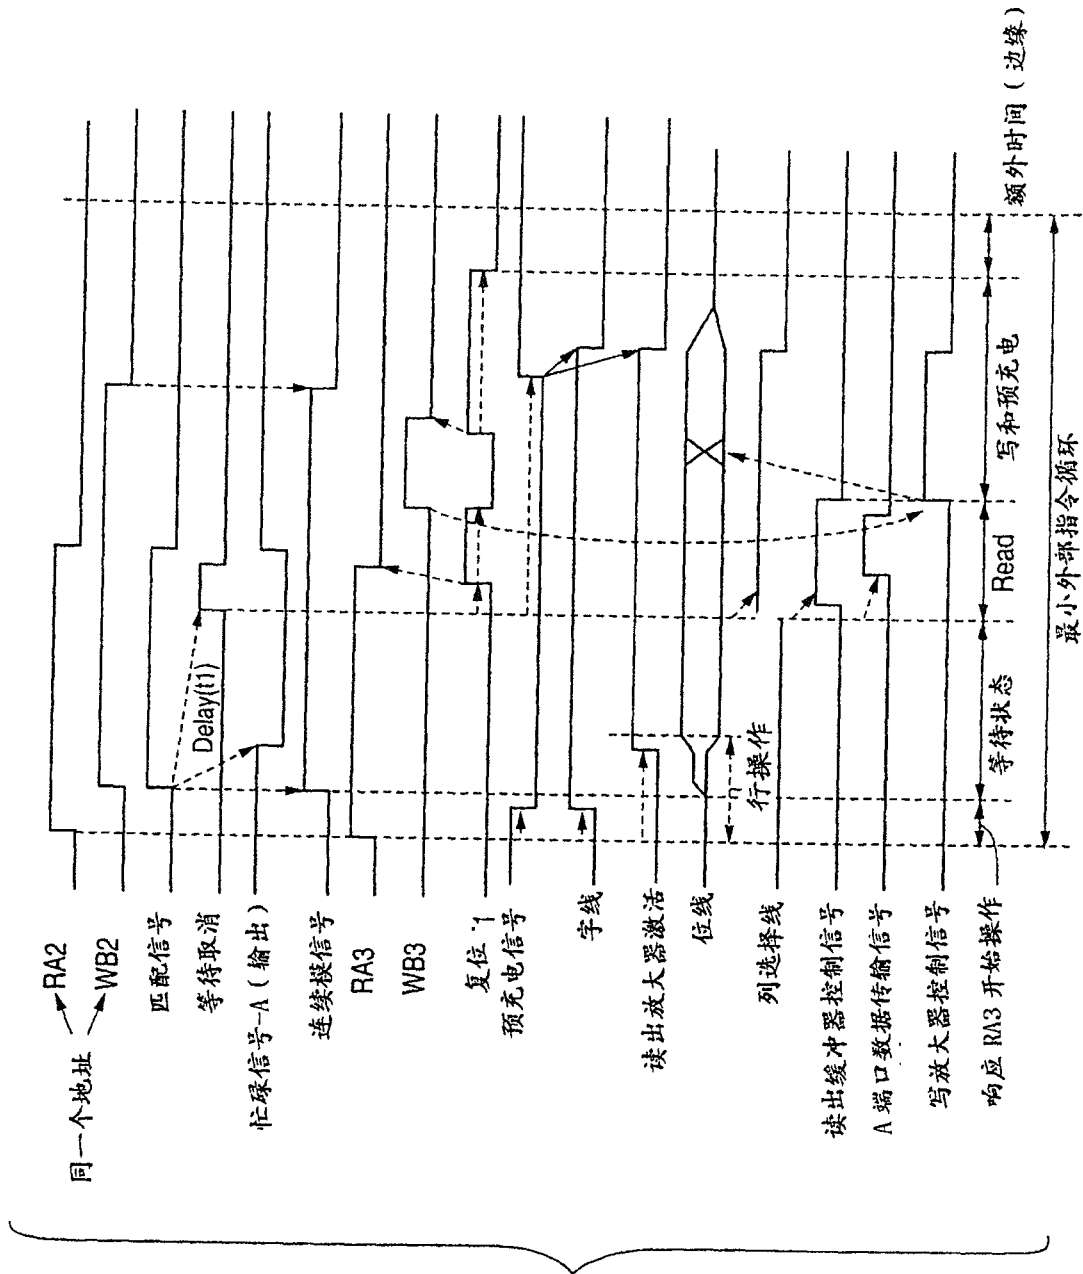 同一个地址
RA2
WB2
匹配信号
等待取消
忙碌信号-A(输出)
连续模信号
RA3
WB3
复位 1
预充电信号
字线
读出放大器激活
位线
列选择线
读出缓冲器控制信号
A 端口数据传输信号
写放大器控制信号
响应 RA3 开始操作
Delay(t1)
行操作
等待状态
Read
写和预充电
额外时间(边缘)
最小外部指令循环